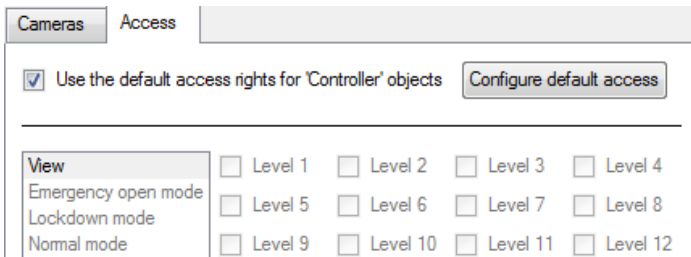 Cameras Access
Use the default access rights for 'Controller' objects Configure default access
View Level 1 Level 2 Level 3 Level 4
Emergency open mode
Lockdown mode Level 5 Level 6 Level 7 Level 8
Normal mode Level 9 Level 10 Level 11 Level 12